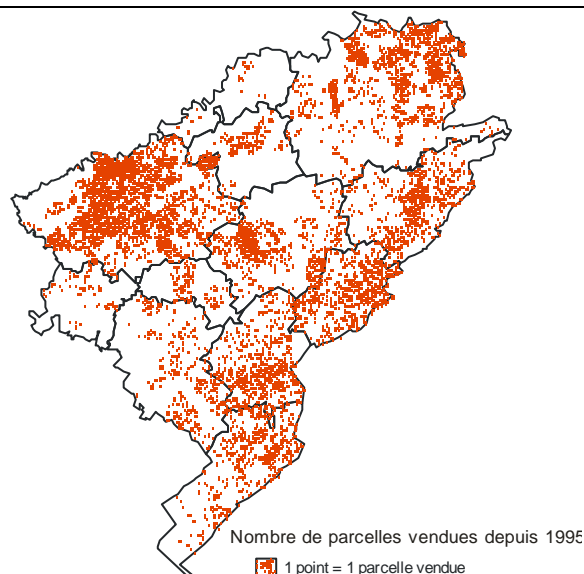 Nombre de parcelles vendues depuis 1995
1 point = 1 parcelle vendue